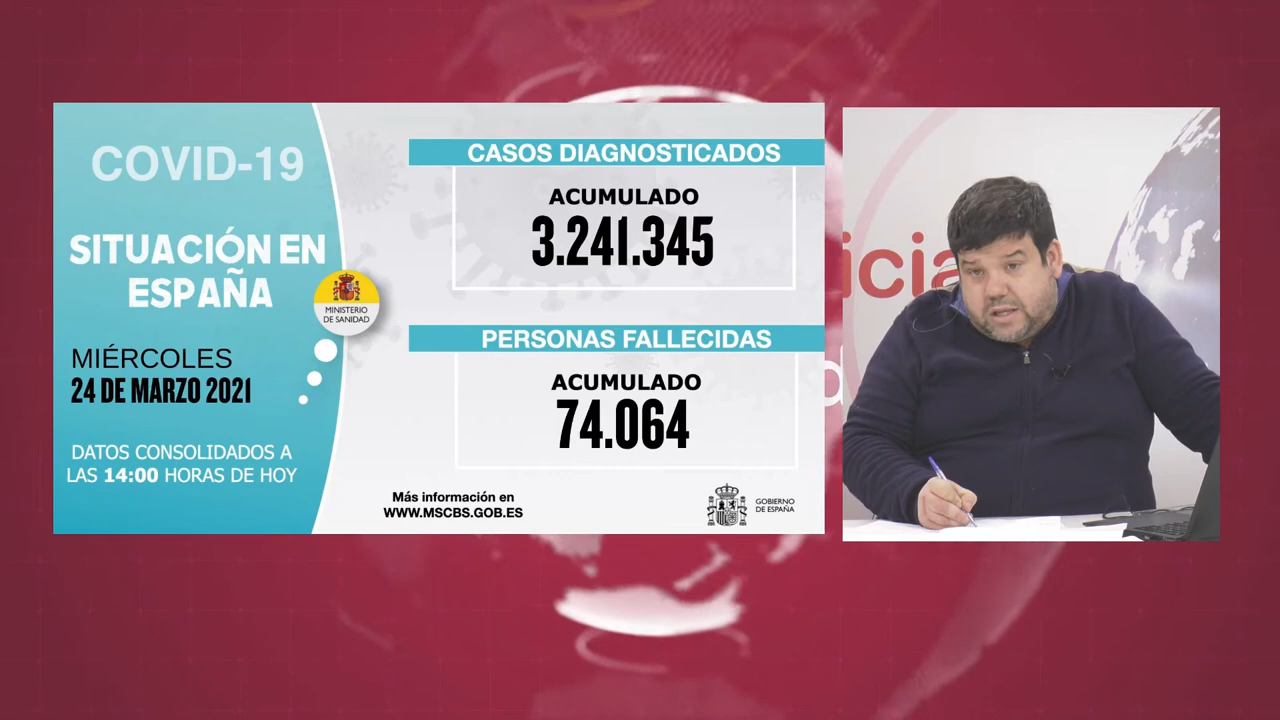 COVID-19
SITUACIÓN EN
ESPAÑA
MINISTERIO
DE SANIDAD
MIÉRCOLES
24 DE MARZO 2021
DATOS CONSOLIDADOS A
LAS 14:00 HORAS DE HOY
CASOS DIAGNOSTICADOS
ACUMULADO
3.241.345
PERSONAS FALLECIDAS
ACUMULADO
74.064
Más información en
WWW.MSCBS.GOB.ES
GOBIERNO
DE ESPAÑA
icia
d